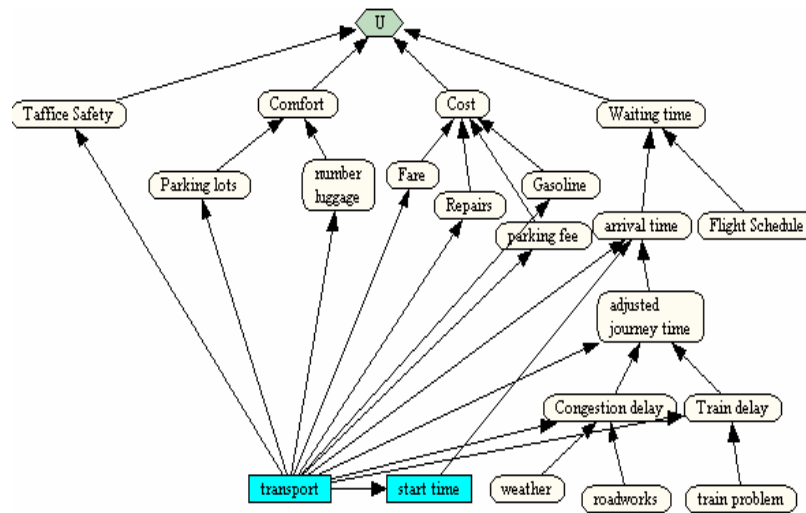 U
Taffice Safety
Comfort
Cost
Waiting time
Parking lots
number
luggage
Fare
Repairs
Gasoline
parking fee
arrival time
Flight Schedule
adjusted
journey time
Congestion delay
Train delay
transport
start time
weather
roadworks
train problem